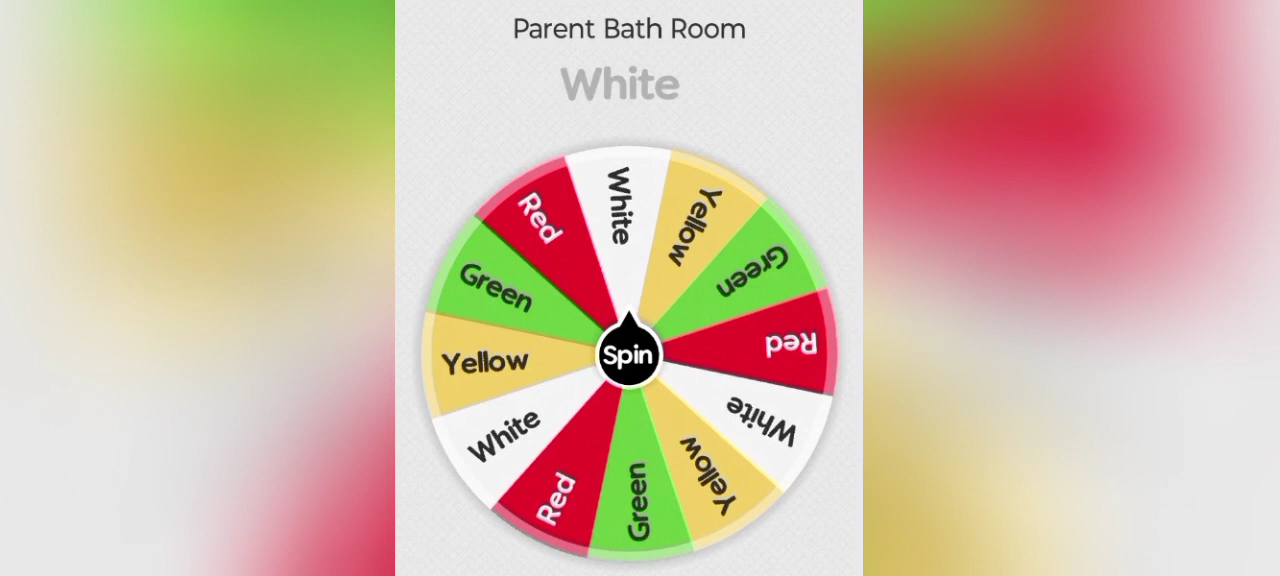 Parent Bath Room
White
White
Yellow
Green
Red
White
Yellow
Green
Red
White
Yellow
Green
Red
Spin